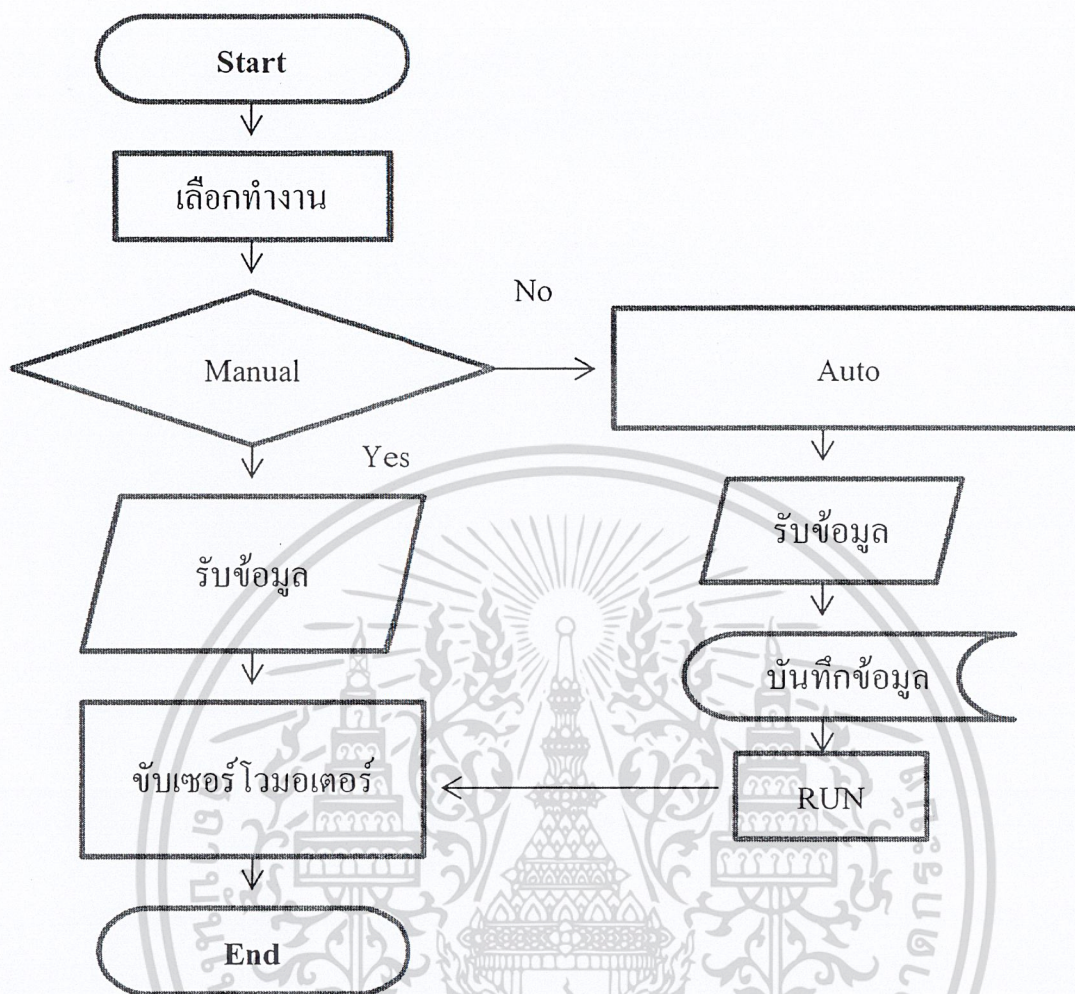 Start
เลือกทำงาน
No
Manual
Auto
Yes
รับข้อมูล
รับข้อมูล
บันทึกข้อมูล
ขับเซอร์โวมอเตอร์
RUN
End